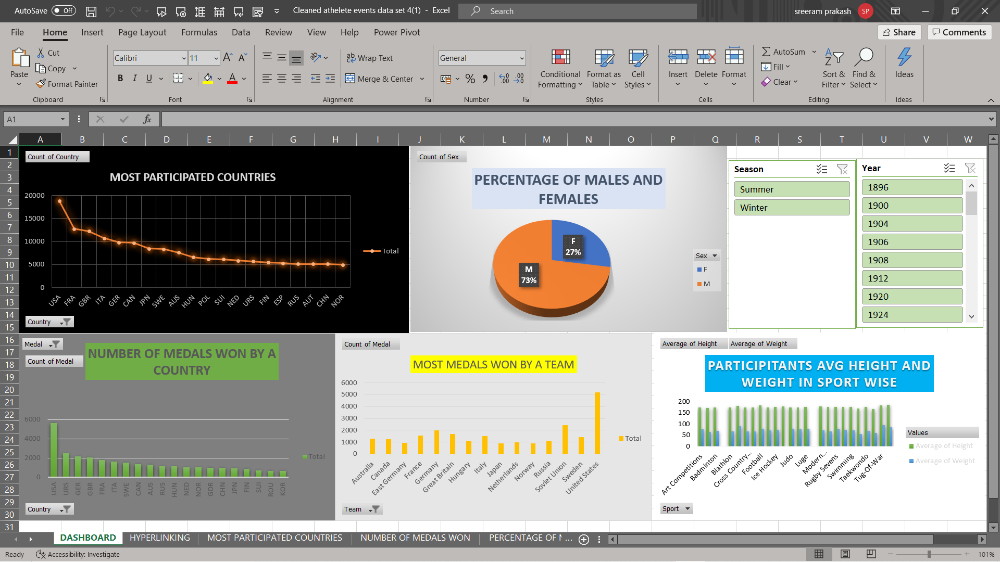 AutoSave Off
Cleaned athelete events data set 4(1) - Excel
Search
sreeram prakash SP
File Home Insert Page Layout Formulas Data Review View Help Power Pivot
Share Comments
Paste
Cut
Copy
Format Painter
Clipboard
Calibri 11
B I U A
Font
ab Wrap Text
Merge & Center
Alignment
General
Number
Conditional Formatting
Format as Table
Cell Styles
Styles
Insert Delete Format
Cells
AutoSum
Fill
Clear
Sort & Filter
Find & Select
Editing
Ideas
Ideas
A1 fx
A B C D E F G H I J K L M N O P Q R S T U V W
1
2
3
4
5
6
7
8
9
10
11
12
13
14
15
16
17
18
19
20
21
22
23
24
25
26
27
28
29
30
31
Count of Country
MOST PARTICIPATED COUNTRIES
20000
15000
10000
5000
0
Total
USA FRA GBR ITA GER CAN JPN SWE AUS HUN POL SUI NED URS FIN ESP RUS AUT CHN NOR
Country
Count of Sex
PERCENTAGE OF MALES AND
FEMALES
F
27%
M
73%
Sex
F
M
Season
Summer
Winter
Year
1896
1900
1904
1906
1908
1912
1920
1924
Medal
Count of Medal
NUMBER OF MEDALS WON BY A
COUNTRY
6000
4000
2000
0
Total
USA URS GER GBR FRA ITA SWE CAN AUS RUS HUN NED NOR GDR CHN JPN FIN SUI ROU KOR
Country
Count of Medal
MOST MEDALS WON BY A TEAM
6000
5000
4000
3000
2000
1000
0
Total
Australia Canada East Germany France Germany Great Britain Hungary Italy Japan Netherlands Norway Russia Soviet Union Sweden United States
Team
Average of Height Average of Weight
PARTICIPITANTS AVG HEIGHT AND
WEIGHT IN SPORT WISE
200
150
100
50
0
Values
Average of Height
Average of Weight
Art Competitions Badminton Biathlon Cross Country... Football Ice Hockey Judo Luge Modern... Rugby Sevens Swimming Taekwondo Tug-Of-War
Sport
DASHBOARD HYPERLINKING MOST PARTICIPATED COUNTRIES NUMBER OF MEDALS WON PERCENTAGE OF ...
Ready Accessibility: Investigate 101%